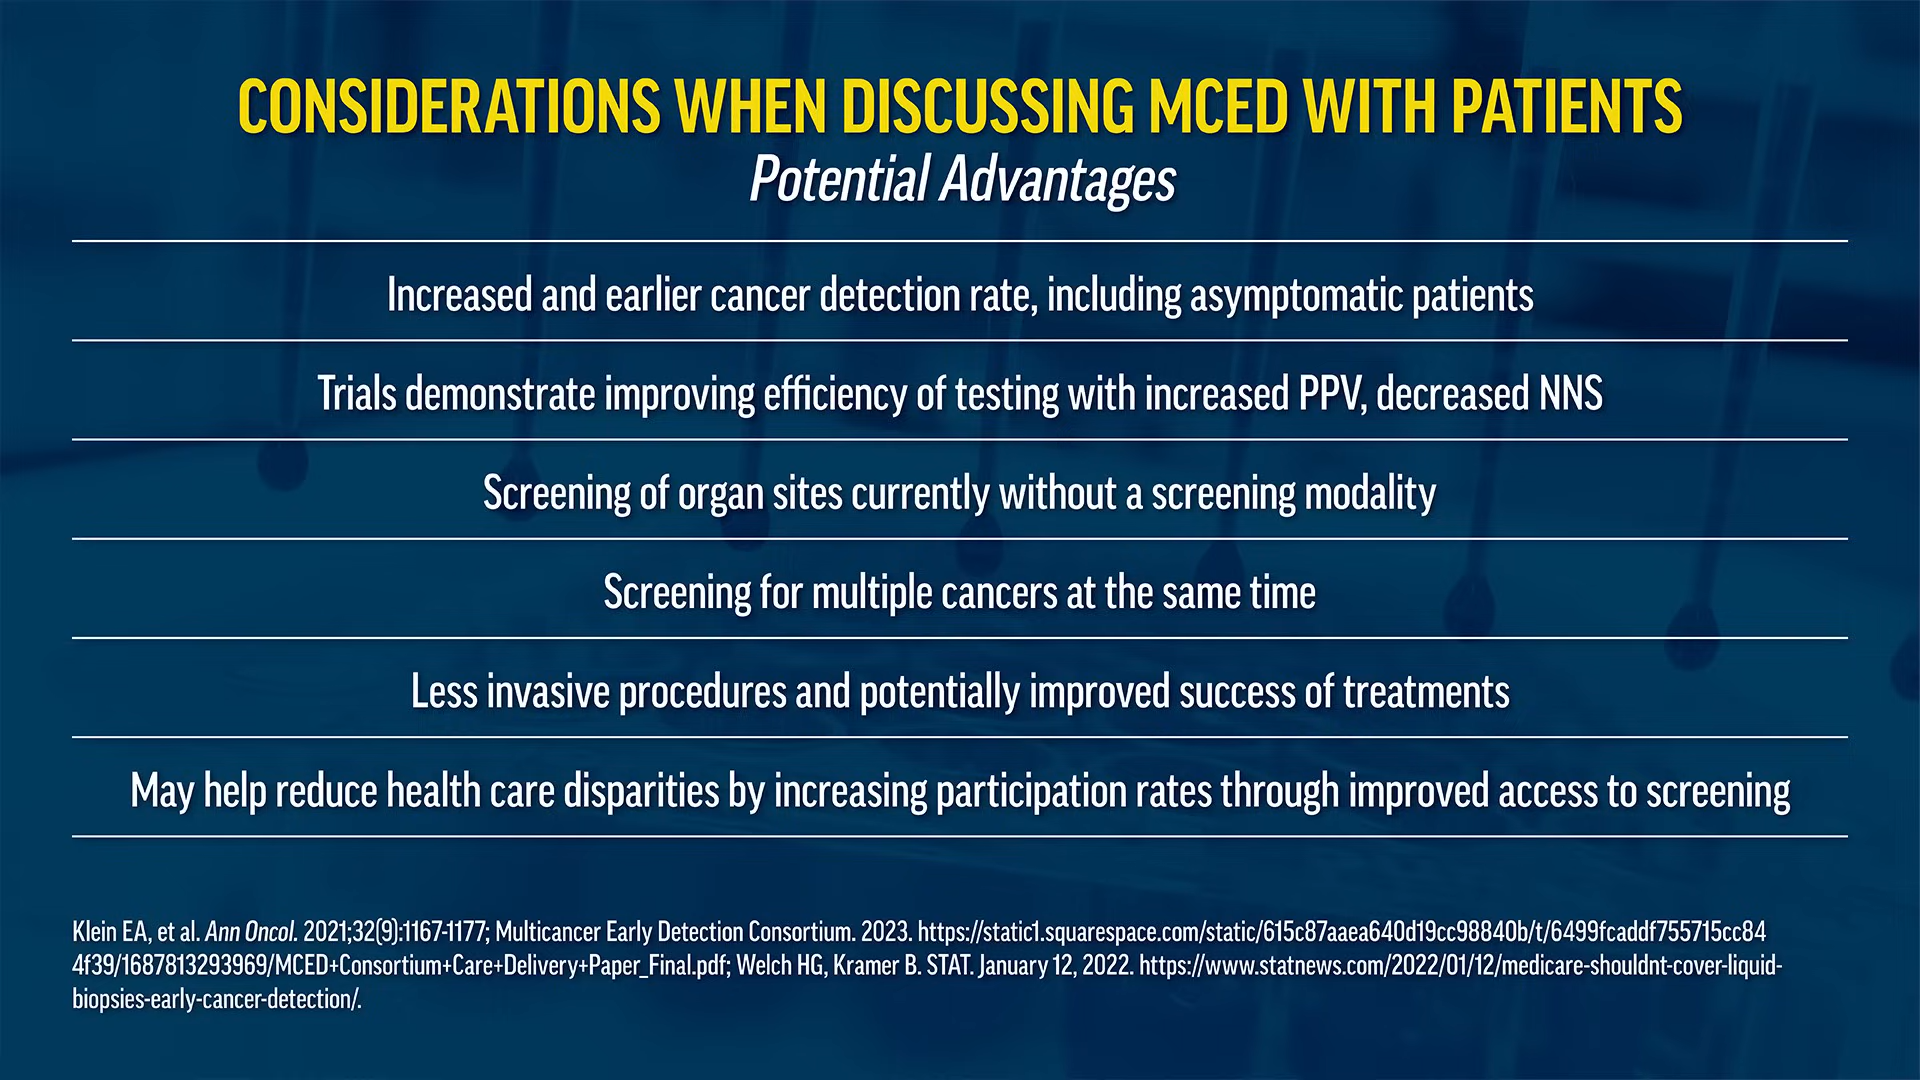 CONSIDERATIONS WHEN DISCUSSING MCED WITH PATIENTS
Potential Advantages
Increased and earlier cancer detection rate, including asymptomatic patients
Trials demonstrate improving efficiency of testing with increased PPV, decreased NNS
Screening of organ sites currently without a screening modality
Screening for multiple cancers at the same time
Less invasive procedures and potentially improved success of treatments
May help reduce health care disparities by increasing participation rates through improved access to screening
Klein EA, et al. Ann Oncol. 2021;32(9):1167-1177; Multicancer Early Detection Consortium. 2023. https://static1.squarespace.com/static/615c87aaea640d19cc98840b/t/6499fcaddf755715cc84
4f39/1687813293969/MCED+Consortium+Care+Delivery+Paper_Final.pdf; Welch HG, Kramer B. STAT. January 12, 2022. https://www.statnews.com/2022/01/12/medicare-shouldnt-cover-liquid-
biopsies-early-cancer-detection/.